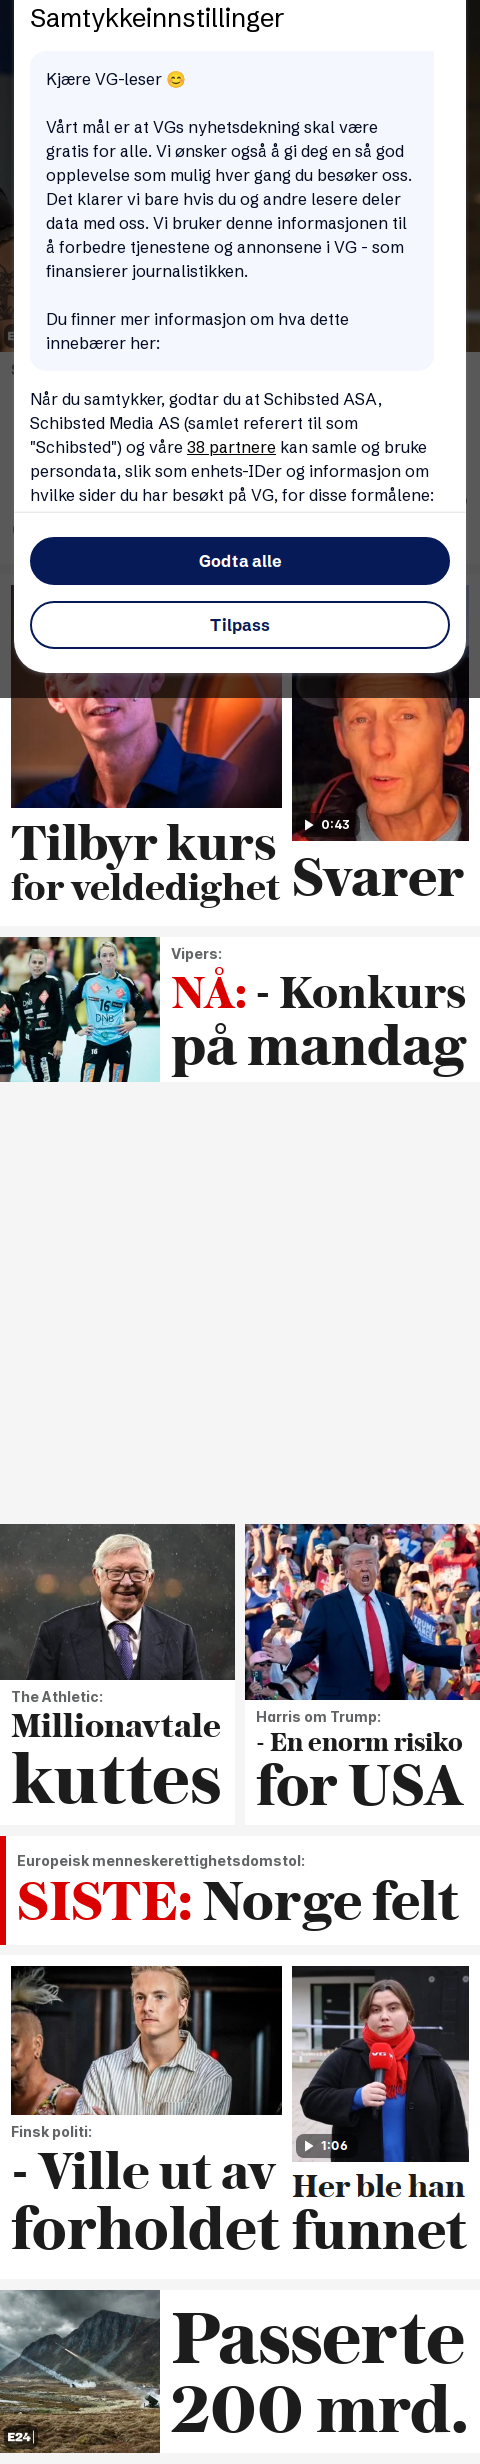 Samtykkeinnstillinger
Kjære VG-leser 😊
Vårt mål er at VGs nyhetsdekning skal være
gratis for alle. Vi ønsker også å gi deg en så god
opplevelse som mulig hver gang du besøker oss.
Det klarer vi bare hvis du og andre lesere deler
data med oss. Vi bruker denne informasjonen til
å forbedre tjenestene og annonsene i VG - som
finansierer journalistikken.
Du finner mer informasjon om hva dette
innebærer her:
Når du samtykker, godtar du at Schibsted ASA,
Schibsted Media AS (samlet referert til som
"Schibsted") og våre 38 partnere kan samle og bruke
persondata, slik som enhets-IDer og informasjon om
hvilke sider du har besøkt på VG, for disse formålene:
Godta alle
Tilpass
Tilbyr kurs
for veldedighet
0:43
Svarer
Vipers:
NÅ: - Konkurs
på mandag
DNB
DNB
16
16
The Athletic:
Millionavtale
kuttes
47
TRUMP
Harris om Trump:
- En enorm risiko
for USA
Europeisk menneskerettighetsdomstol:
SISTE: Norge felt
Finsk politi:
- Ville ut av
forholdet
VG
1:06
Her ble han
funnet
E24
Passerte
200 mrd.